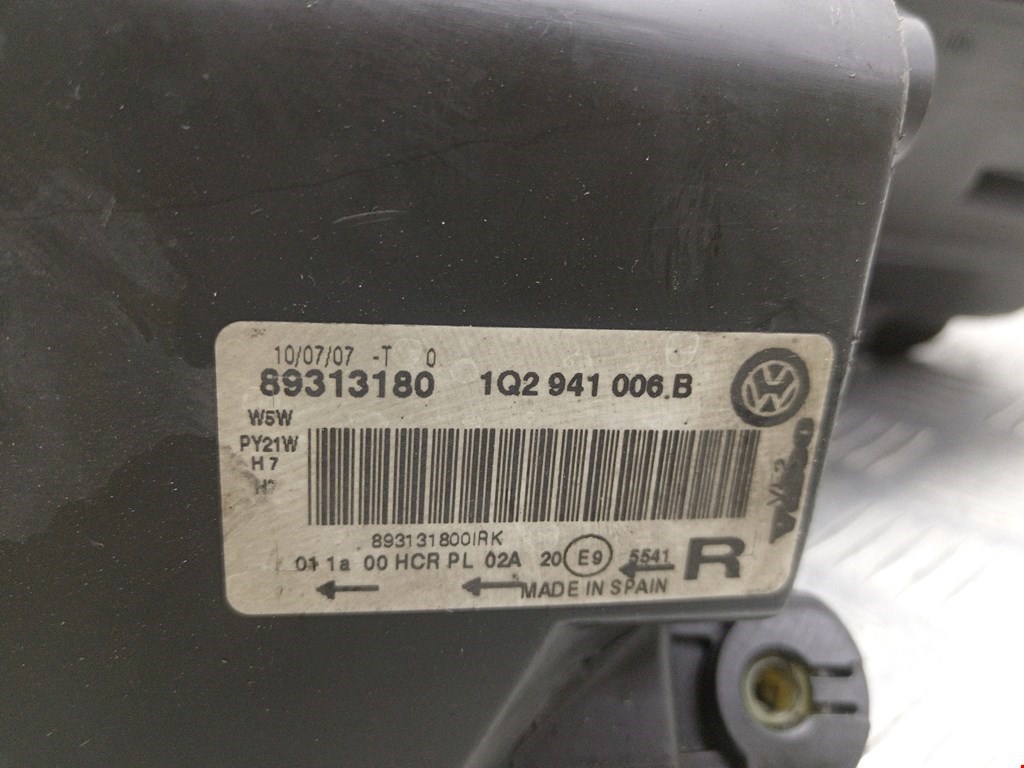 10/07/07 -T 0
89313180 1Q2 941 006.B
W5W
PY21W
H7
893131800IRK
01 1a 00 HCR PL 02A 20 E9 5541 R
MADE IN SPAIN